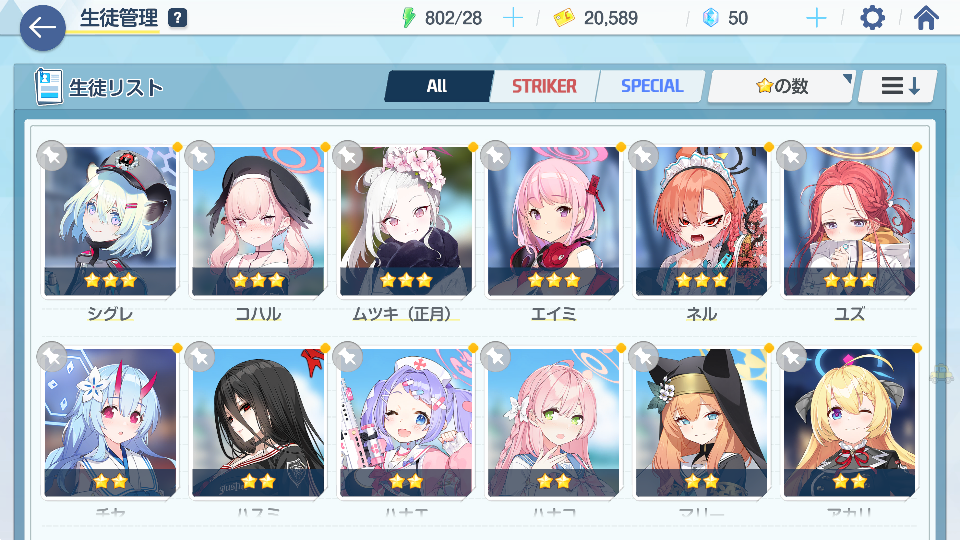 生徒管理 ?
802/28
20,589
50
生徒リスト
All
STRIKER
SPECIAL
の数
シグレ
コハル
ムツキ（正月）
エイミ
ネル
ユズ
チセ
ハスミ
ハナエ
ハナコ
マリー
アカリ